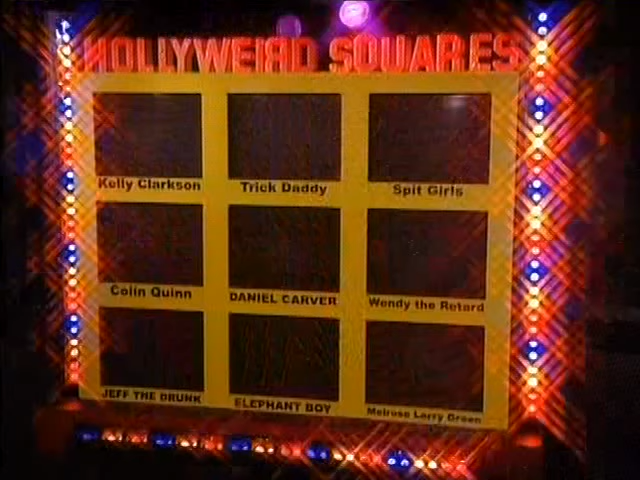 HOLLYWEIRD SQUARES
Kelly Clarkson
Trick Daddy
Spit Girls
Colin Quinn
DANIEL CARVER
Wendy the Retard
JEFF THE DRUNK
ELEPHANT BOY
Melrose Larry Green